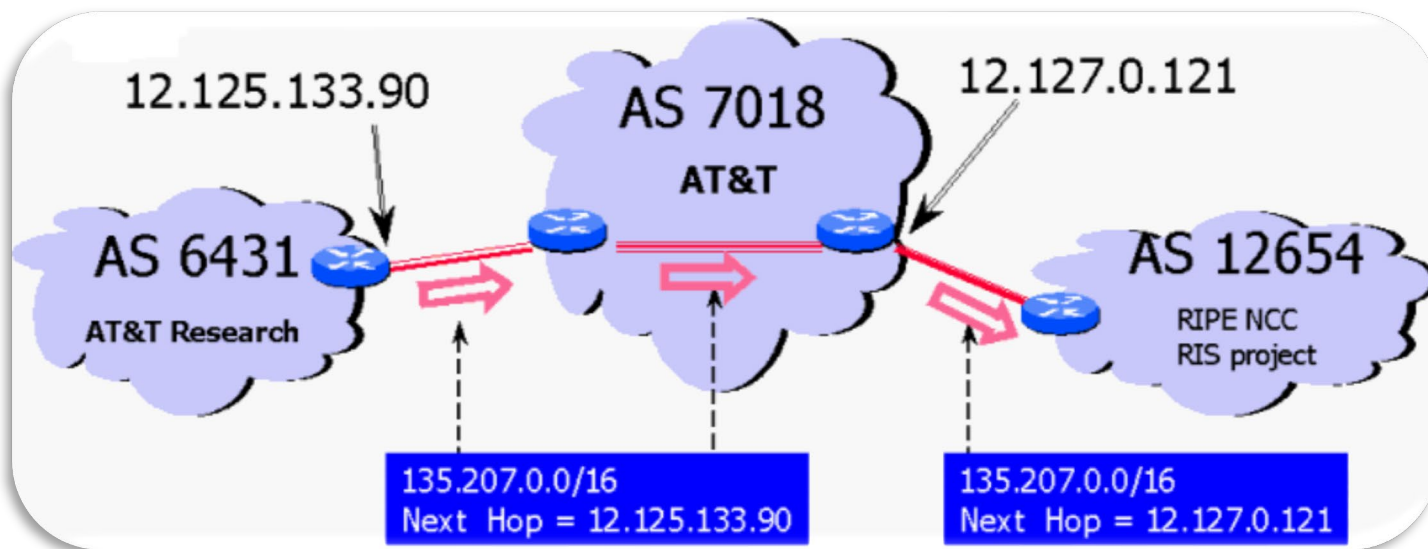 12.125.133.90
AS 7018
AT&T
12.127.0.121
AS 6431
AT&T Research
AS 12654
RIPE NCC
RIS project
135.207.0.0/16
Next Hop = 12.125.133.90
135.207.0.0/16
Next Hop = 12.127.0.121